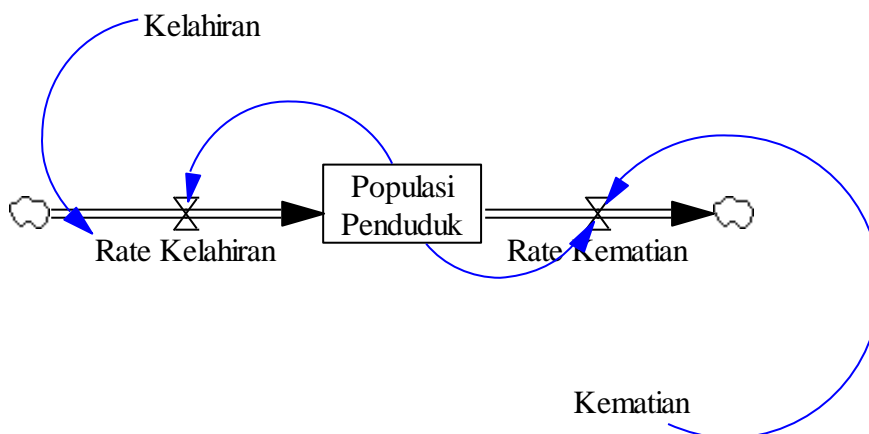 Kelahiran
Populasi
Penduduk
Rate Kelahiran
Rate Kematian
Kematian